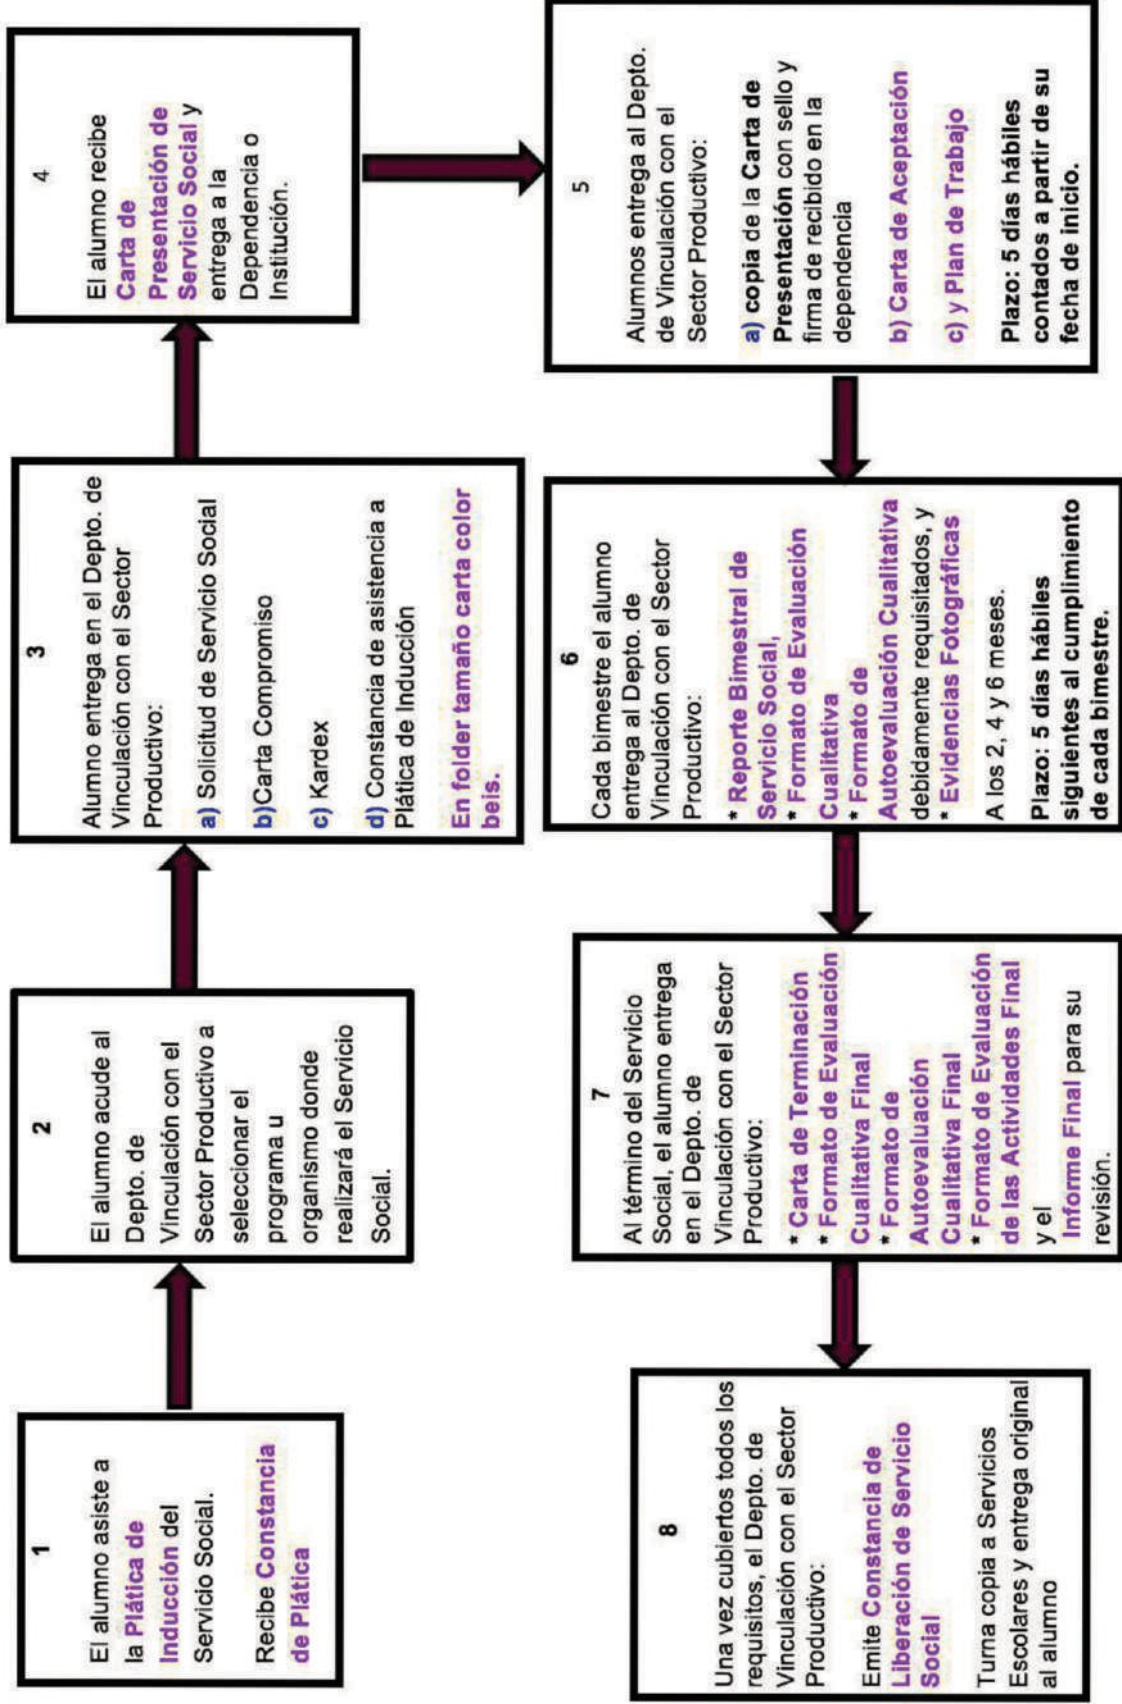 1
El alumno asiste a
la Plática de
Inducción del
Servicio Social.
Recibe Constancia
de Plática
2
El alumno acude al
Depto. de
Vinculación con el
Sector Productivo a
seleccionar el
programa u
organismo donde
realizará el Servicio
Social.
3
Alumno entrega en el Depto. de
Vinculación con el Sector
Productivo:
a) Solicitud de Servicio Social
b)Carta Compromiso
c) Kardex
d) Constancia de asistencia a
Plática de Inducción
En folder tamaño carta color
beis.
4
El alumno recibe
Carta de
Presentación de
Servicio Social y
entrega a la
Dependencia o
Institución.
5
Alumnos entrega al Depto.
de Vinculación con el
Sector Productivo:
a) copia de la Carta de
Presentación con sello y
firma de recibido en la
dependencia
b) Carta de Aceptación
c) y Plan de Trabajo
Plazo: 5 días hábiles
contados a partir de su
fecha de inicio.
6
Cada bimestre el alumno
entrega al Depto. de
Vinculación con el Sector
Productivo:
* Reporte Bimestral de
Servicio Social,
* Formato de Evaluación
Cualitativa
* Formato de
Autoevaluación Cualitativa
debidamente requisitados, y
* Evidencias Fotográficas
A los 2, 4 y 6 meses.
Plazo: 5 días hábiles
siguientes al cumplimiento
de cada bimestre.
7
Al término del Servicio
Social, el alumno entrega
en el Depto. de
Vinculación con el Sector
Productivo:
* Carta de Terminación
* Formato de Evaluación
Cualitativa Final
* Formato de
Autoevaluación
Cualitativa Final
* Formato de Evaluación
de las Actividades Final
y el
Informe Final para su
revisión.
8
Una vez cubiertos todos los
requisitos, el Depto. de
Vinculación con el Sector
Productivo:
Emite Constancia de
Liberación de Servicio
Social
Turna copia a Servicios
Escolares y entrega original
al alumno